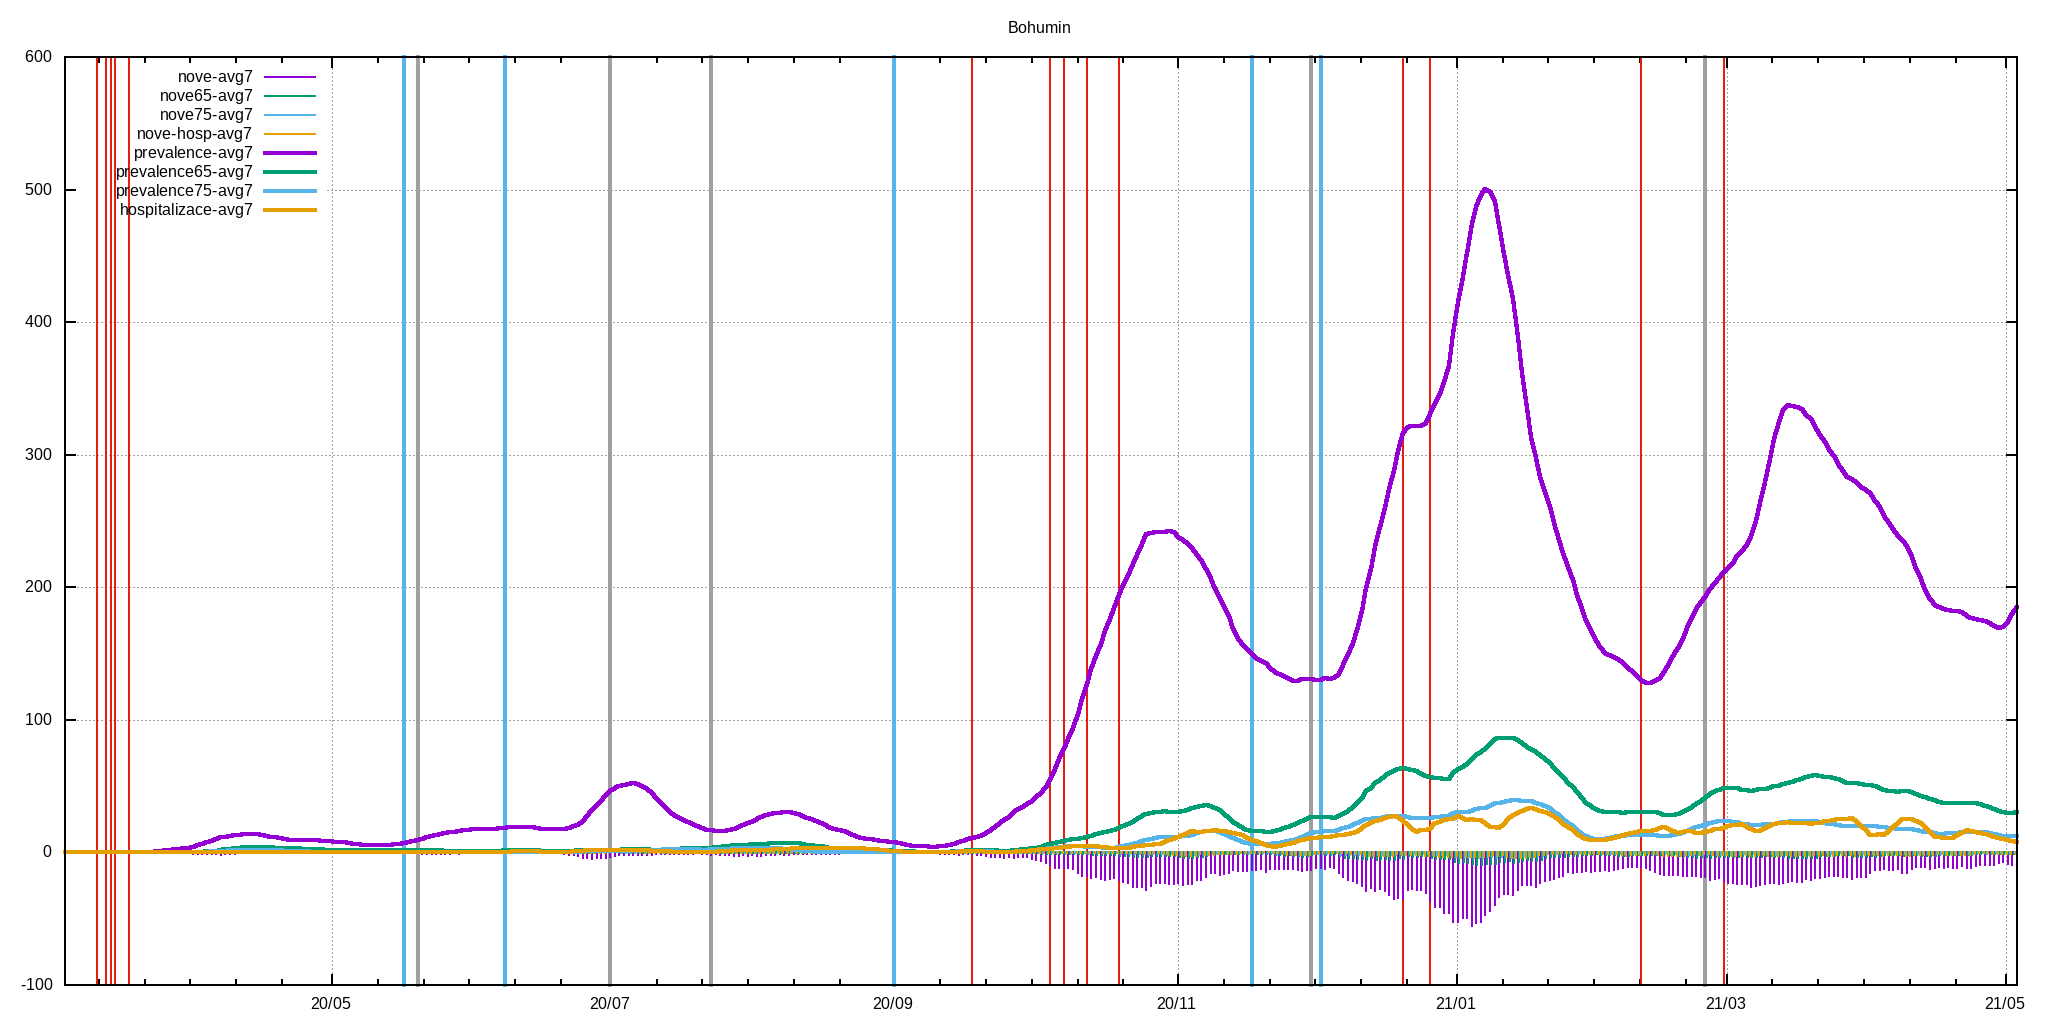 Bohumin
600
500
400
300
200
100
0
-100
nove-avg7
nove65-avg7
nove75-avg7
nove-hosp-avg7
prevalence-avg7
prevalence65-avg7
prevalence75-avg7
hospitalizace-avg7
20/05 20/07 20/09 20/11 21/01 21/03 21/05